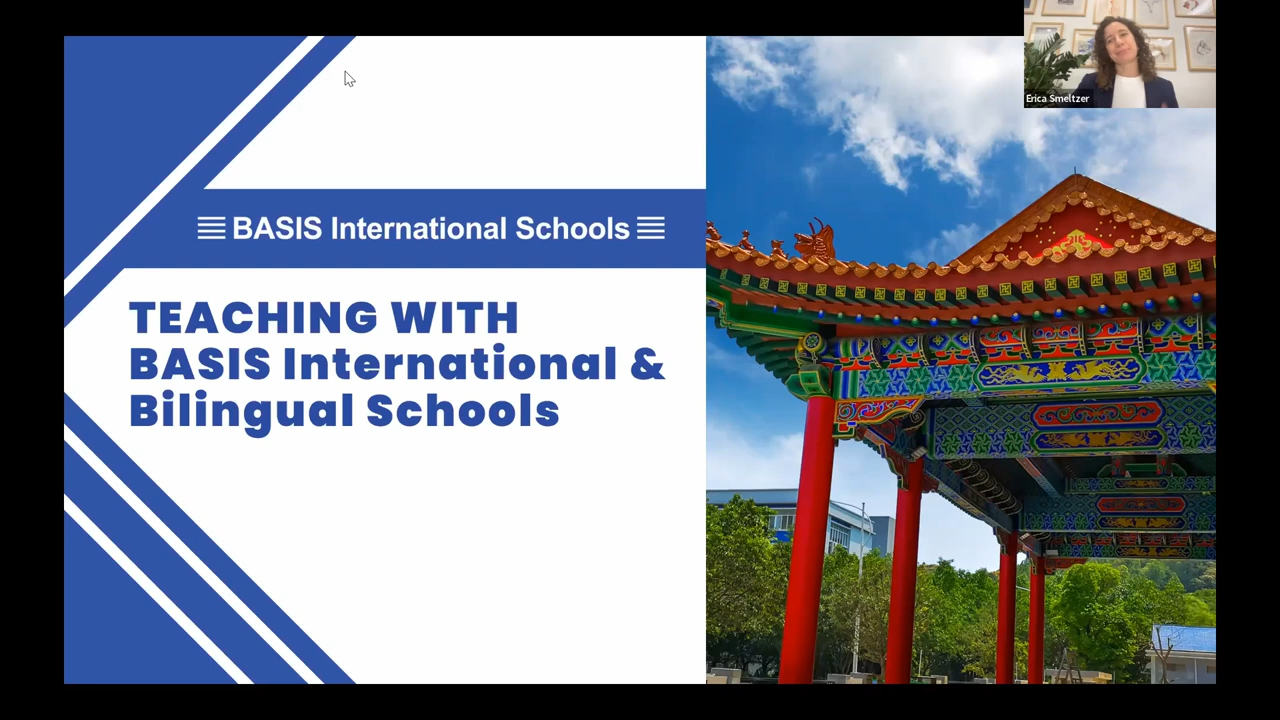 Erica Smeltzer
BASIS International Schools
TEACHING WITH
BASIS International &
Bilingual Schools